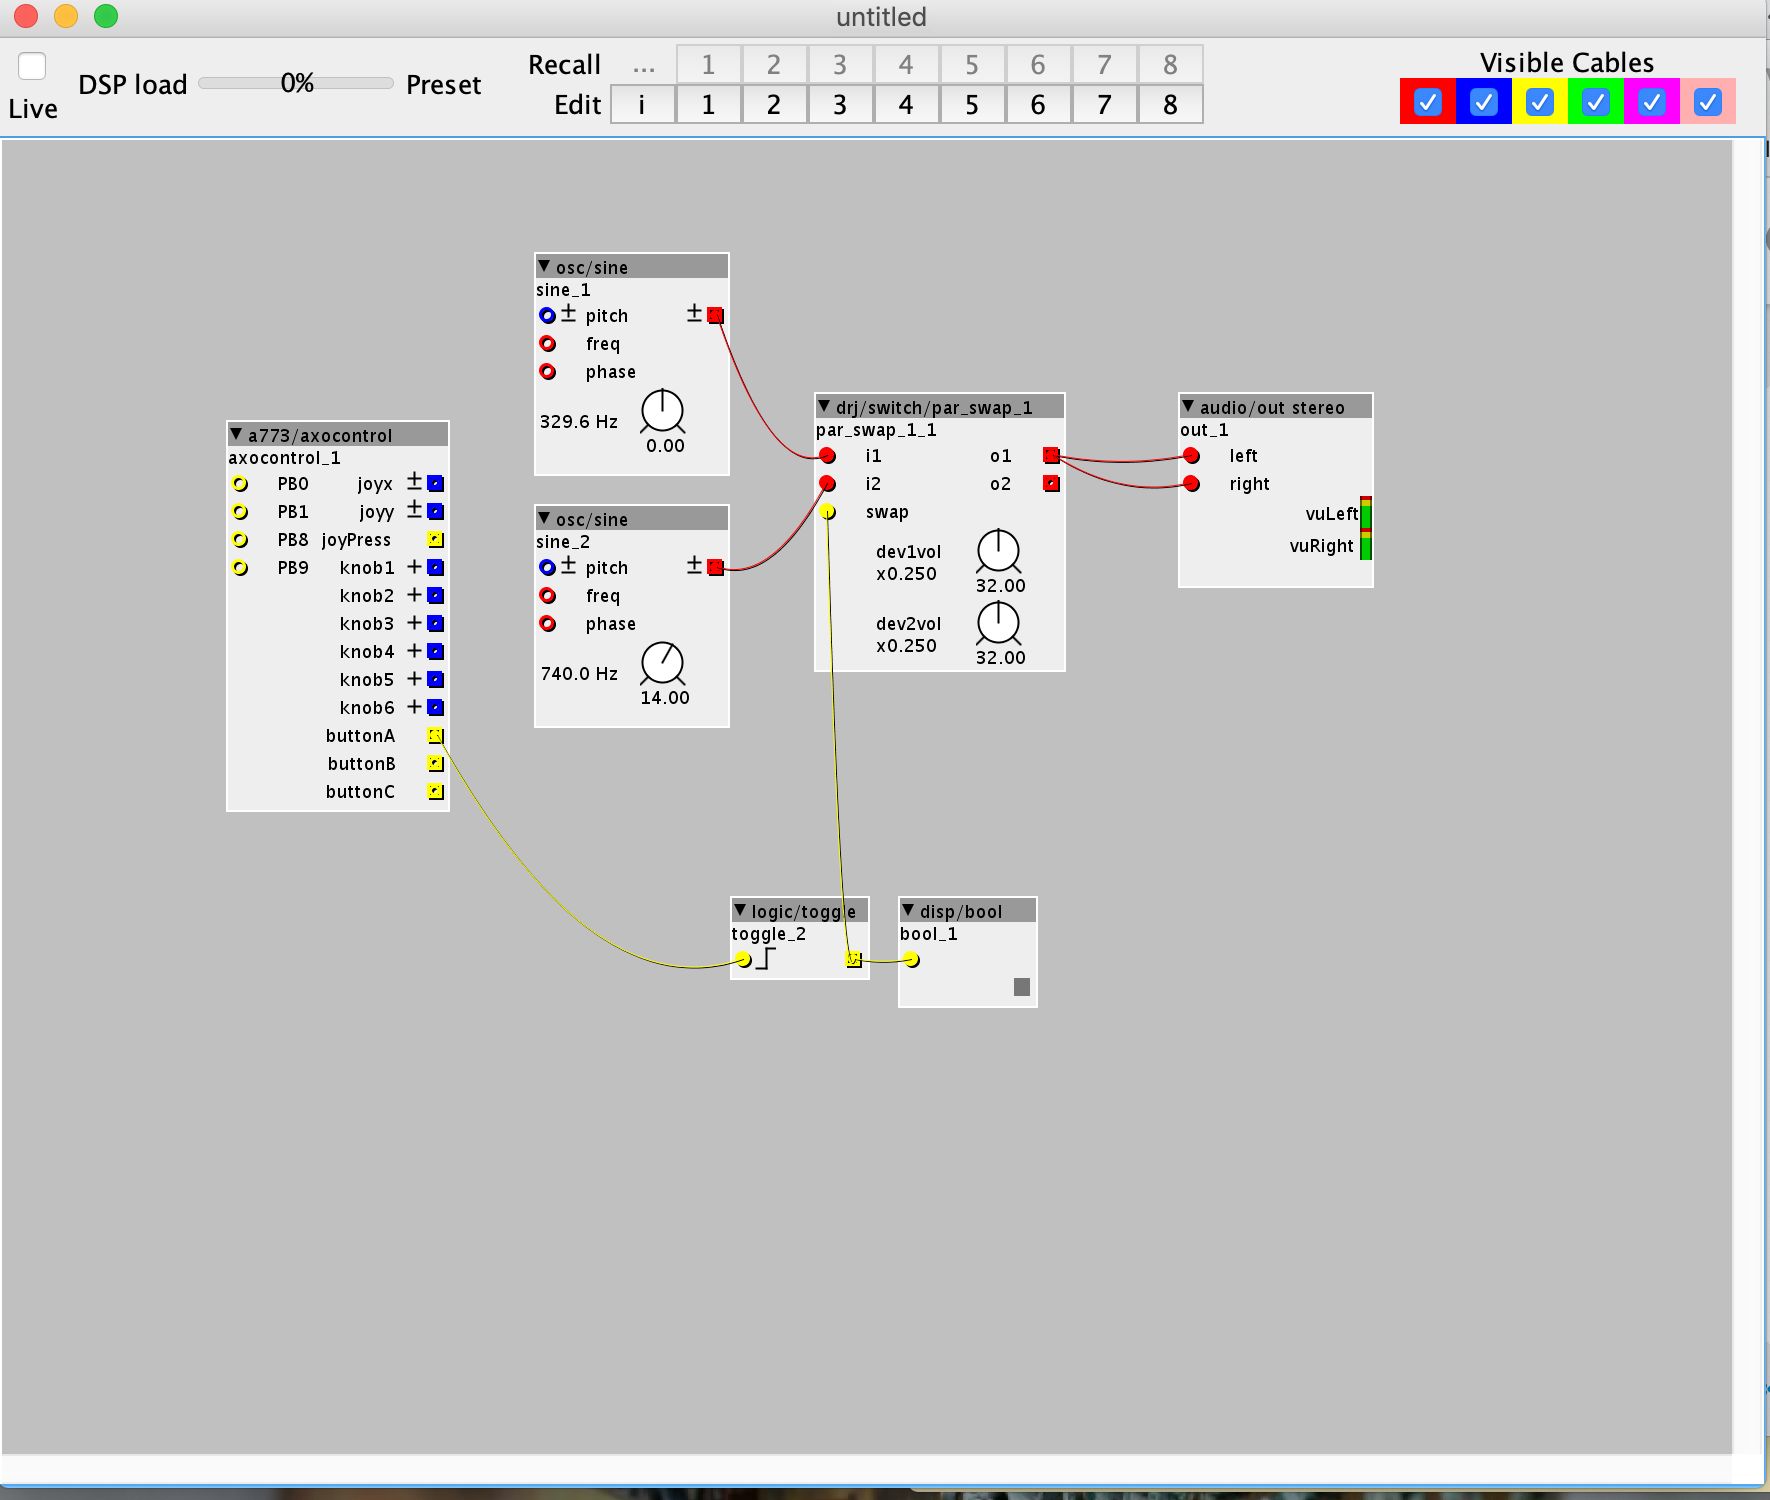 untitled
Live
DSP load 0% Preset
Recall ... 1 2 3 4 5 6 7 8
Edit i 1 2 3 4 5 6 7 8
Visible Cables
osc/sine
sine_1
± pitch ±
freq
phase
329.6 Hz
0.00
osc/sine
sine_2
± pitch ±
freq
phase
740.0 Hz
14.00
a773/axocontrol
axocontrol_1
PB0 joyx ±
PB1 joyy ±
PB8 joyPress
PB9 knob1 +
knob2 +
knob3 +
knob4 +
knob5 +
knob6 +
buttonA
buttonB
buttonC
drj/switch/par_swap_1
par_swap_1_1
i1 o1
i2 o2
swap
dev1vol
x0.250
32.00
dev2vol
x0.250
32.00
audio/out stereo
out_1
left
right
vuLeft
vuRight
logic/toggle
toggle_2
disp/bool
bool_1